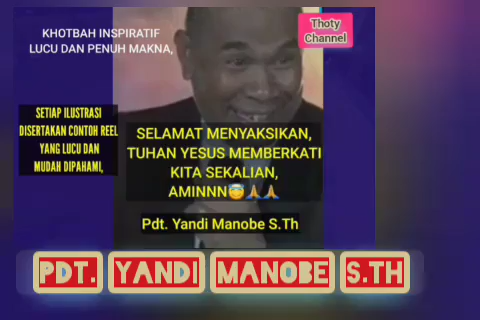 KHOTBAH INSPIRATIF
LUCU DAN PENUH MAKNA,
Thoty
Channel
SETIAP ILUSTRASI
DISERTAKAN CONTOH REEL
YANG LUCU DAN
MUDAH DIPAHAMI,
SELAMAT MENYAKSIKAN,
TUHAN YESUS MEMBERKATI
KITA SEKALIAN,
AMINNN😇🙏🙏
Pdt. Yandi Manobe S.Th
PDT. YANDI MANOBE S.TH